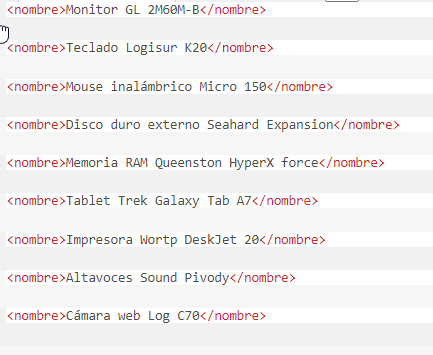 <nombre>Monitor GL 2M60M-B</nombre>
<nombre>Teclado Logisur K20</nombre>
<nombre>Mouse inalámbrico Micro 150</nombre>
<nombre>Disco duro externo Seahard Expansion</nombre>
<nombre>Memoria RAM Queenston HyperX force</nombre>
<nombre>Tablet Trek Galaxy Tab A7</nombre>
<nombre>Impresora Wortp DeskJet 20</nombre>
<nombre>Altavoces Sound Pivody</nombre>
<nombre>Cámara web Log C70</nombre>